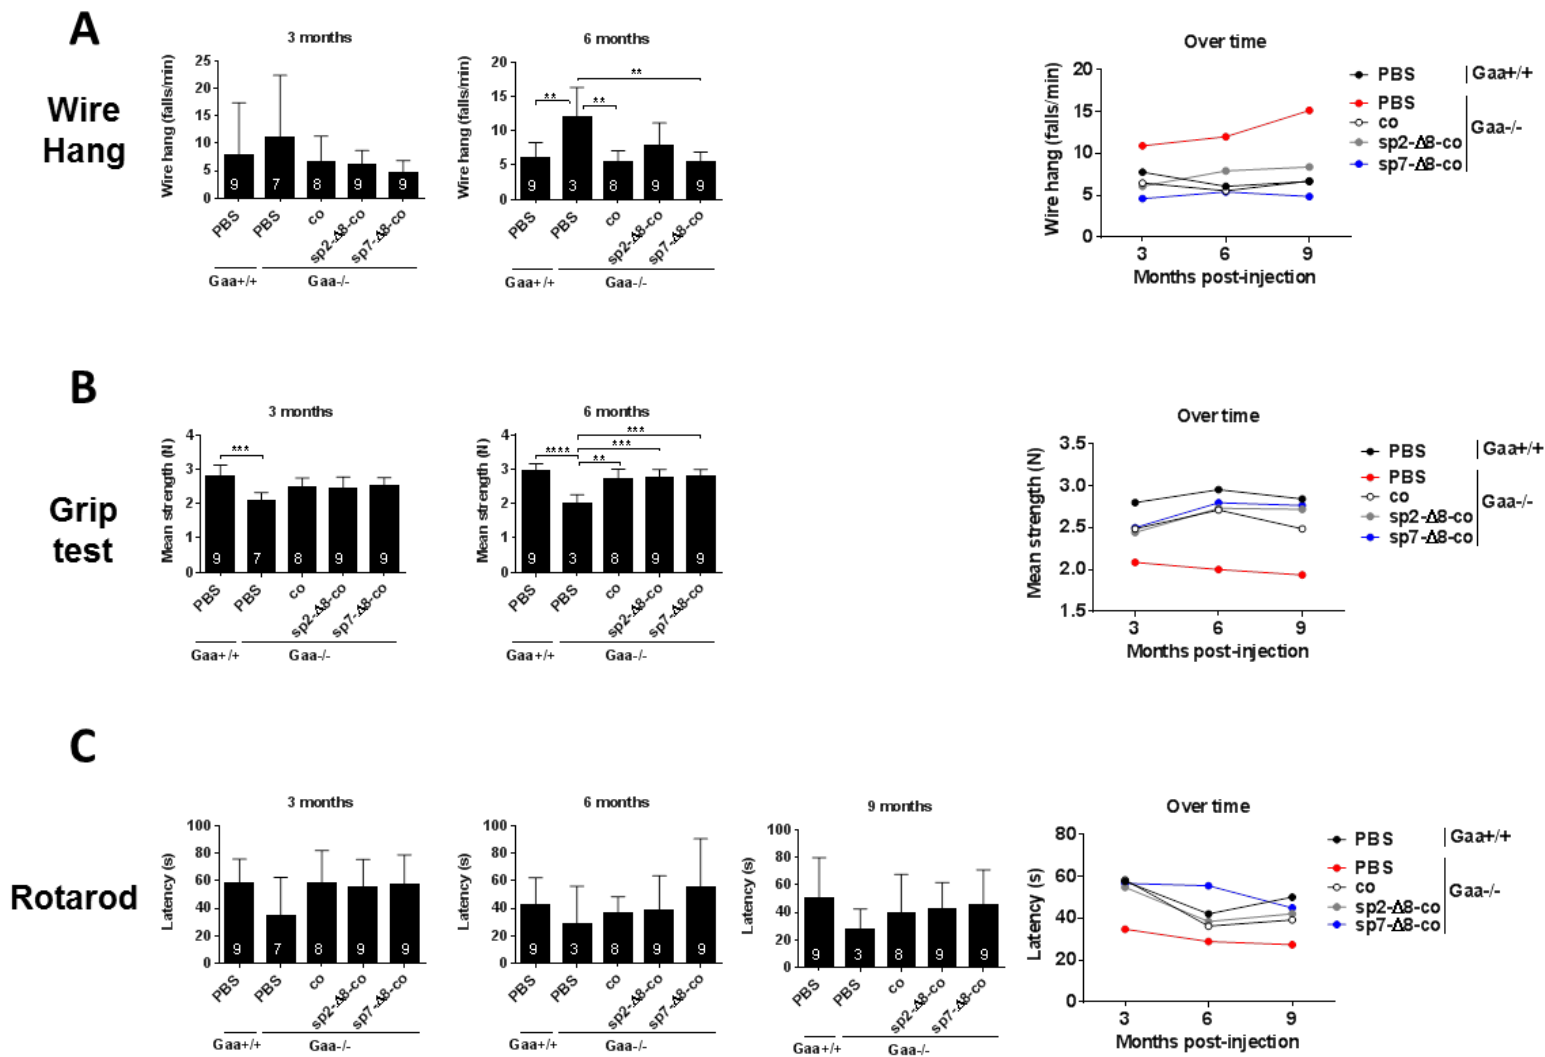 A
Wire
Hang
3 months
Wire hang (falls/min)
25
20
15
10
5
0
9
7
8
9
9
PBS
PBS
co
sp2-Δ8-co
sp7-Δ8-co
Gaa+/+
Gaa-/-
6 months
Wire hang (falls/min)
20
15
10
5
0
**
**
**
9
3
8
9
9
PBS
PBS
co
sp2-Δ8-co
sp7-Δ8-co
Gaa+/+
Gaa-/-
Over time
Wire hang (falls/min)
20
15
10
5
0
3
6
9
Months post-injection
PBS
Gaa+/+
PBS
co
sp2-Δ8-co
sp7-Δ8-co
Gaa-/-
B
Grip
test
3 months
Mean strength (N)
4
3
2
1
0
***
9
7
8
9
9
PBS
PBS
co
sp2-Δ8-co
sp7-Δ8-co
Gaa+/+
Gaa-/-
6 months
Mean strength (N)
4
3
2
1
0
***
***
****
**
9
3
8
9
9
PBS
PBS
co
sp2-Δ8-co
sp7-Δ8-co
Gaa+/+
Gaa-/-
Over time
Mean strength (N)
3.5
3.0
2.5
2.0
1.5
3
6
9
Months post-injection
PBS
Gaa+/+
PBS
co
sp2-Δ8-co
sp7-Δ8-co
Gaa-/-
C
Rotarod
3 months
Latency (s)
100
80
60
40
20
0
9
7
8
9
9
PBS
PBS
co
sp2-Δ8-co
sp7-Δ8-co
Gaa+/+
Gaa-/-
6 months
Latency (s)
100
80
60
40
20
0
9
3
8
9
9
PBS
PBS
co
sp2-Δ8-co
sp7-Δ8-co
Gaa+/+
Gaa-/-
9 months
Latency (s)
100
80
60
40
20
0
9
3
8
9
9
PBS
PBS
co
sp2-Δ8-co
sp7-Δ8-co
Gaa+/+
Gaa-/-
Over time
Latency (s)
80
60
40
20
0
3
6
9
Months post-injection
PBS
Gaa+/+
PBS
co
sp2-Δ8-co
sp7-Δ8-co
Gaa-/-